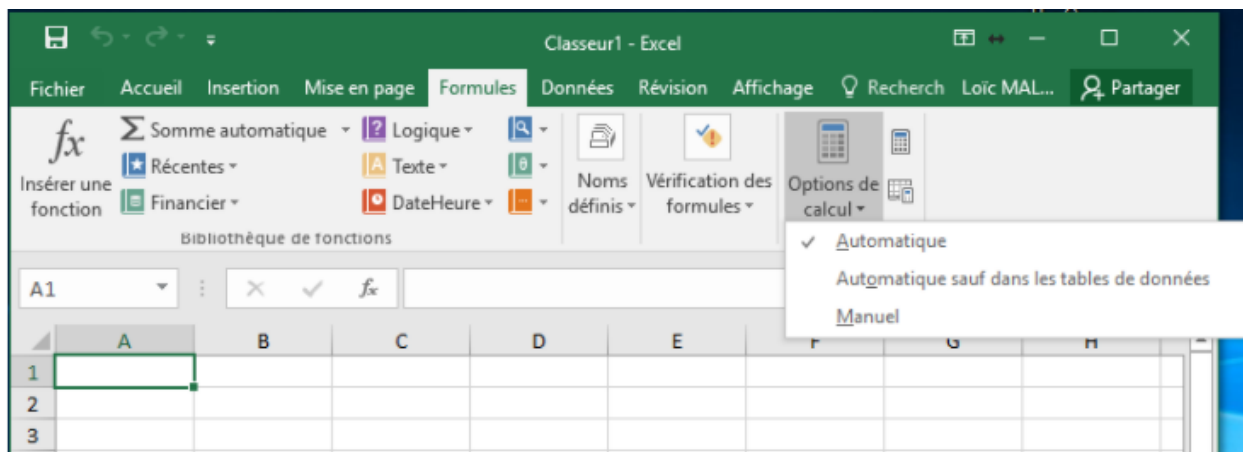 Classeur1 - Excel
Fichier Accueil Insertion Mise en page Formules Données Révision Affichage Recherch Loïc MAL... Partager
fx Insérer une fonction
Σ Somme automatique
Récentes
Financier
Logique
Texte
DateHeure
Noms définis
Vérification des formules
Options de calcul
Bibliothèque de fonctions
Automatique
Automatique sauf dans les tables de données
Manuel
A1 fx
A B C D E F G H
1
2
3